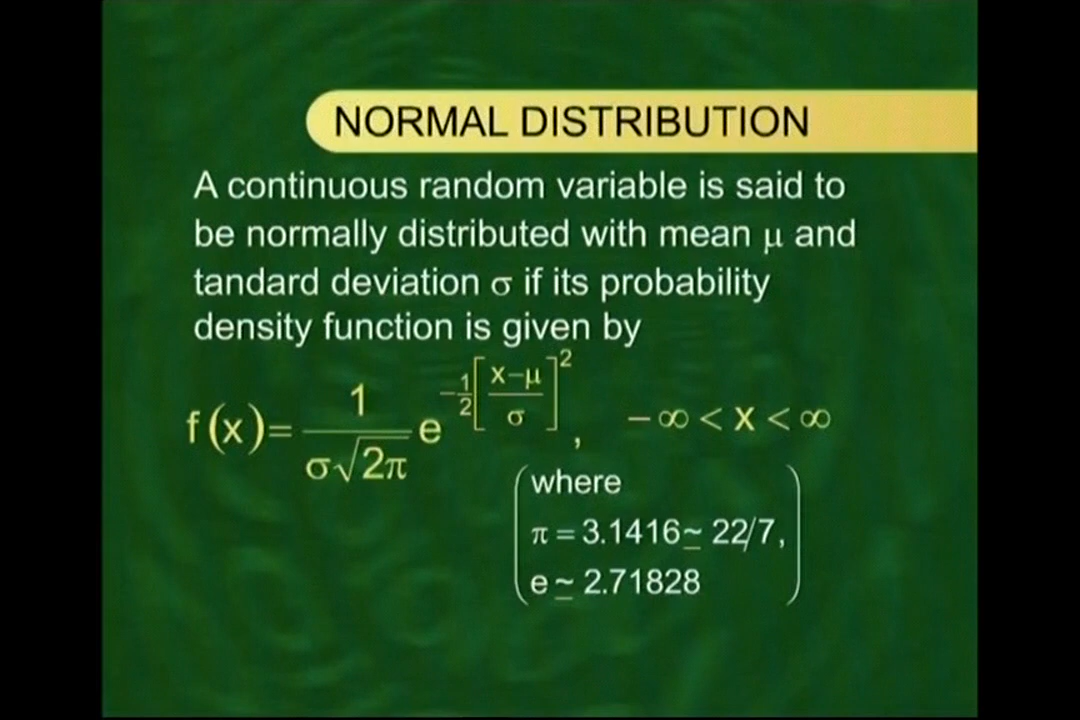 NORMAL DISTRIBUTION
A continuous random variable is said to
be normally distributed with mean μ and
tandard deviation σ if its probability
density function is given by
f (x)= 1/(σ√2π) e^(-1/2[(x-μ)/σ]^2), -∞ < x < ∞
where
π = 3.1416 ≃ 22/7,
e ≃ 2.71828